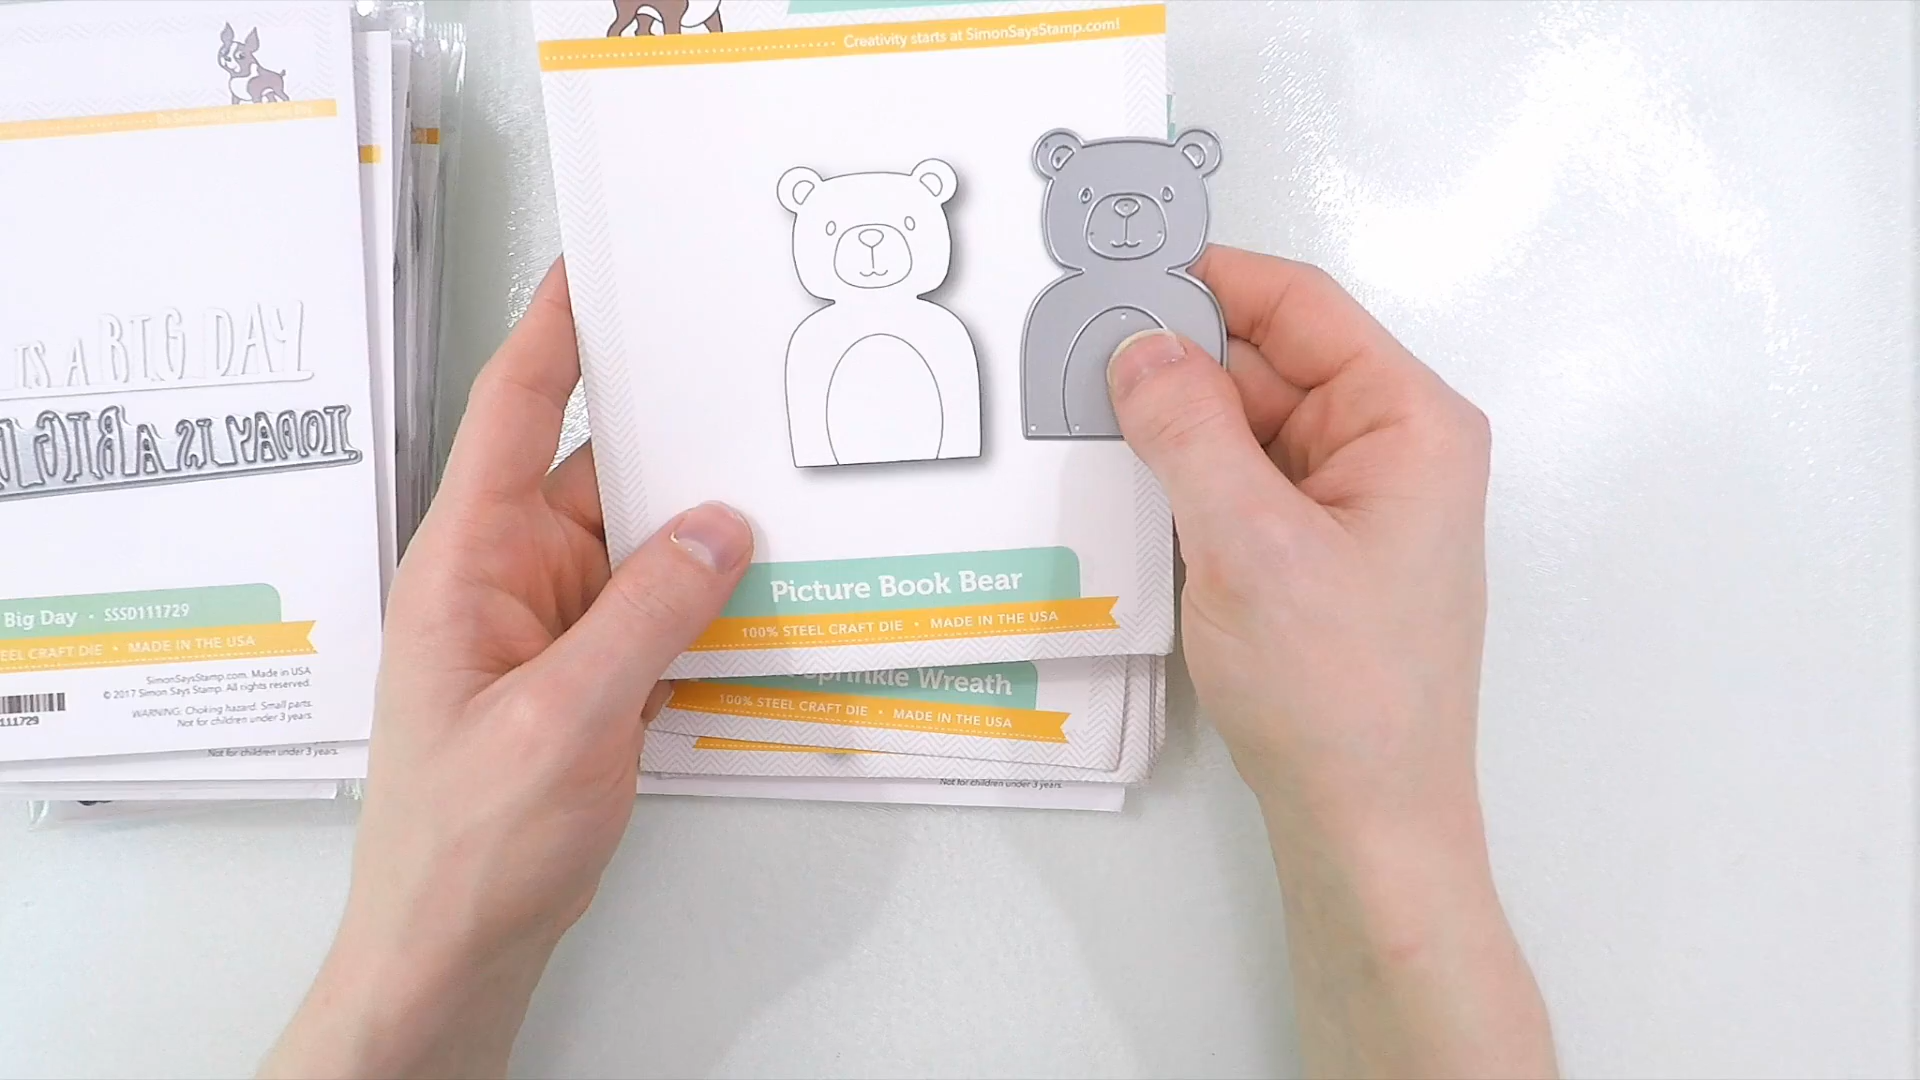 Creativity starts at SimonSaysStamp.com!
IS A BIG DAY
TODAY IS A BIG
Big Day · SSSD111729
EEL CRAFT DIE • MADE IN THE USA
SimonSaysStamp.com. Made in USA
© 2017 Simon Says Stamp. All rights reserved.
111729
WARNING: Choking hazard. Small parts.
Not for children under 3 years.
Not for children under 3 years.
Picture Book Bear
100% STEEL CRAFT DIE • MADE IN THE USA
Sprinkle Wreath
100% STEEL CRAFT DIE • MADE IN THE USA
Not for children under 3 years.